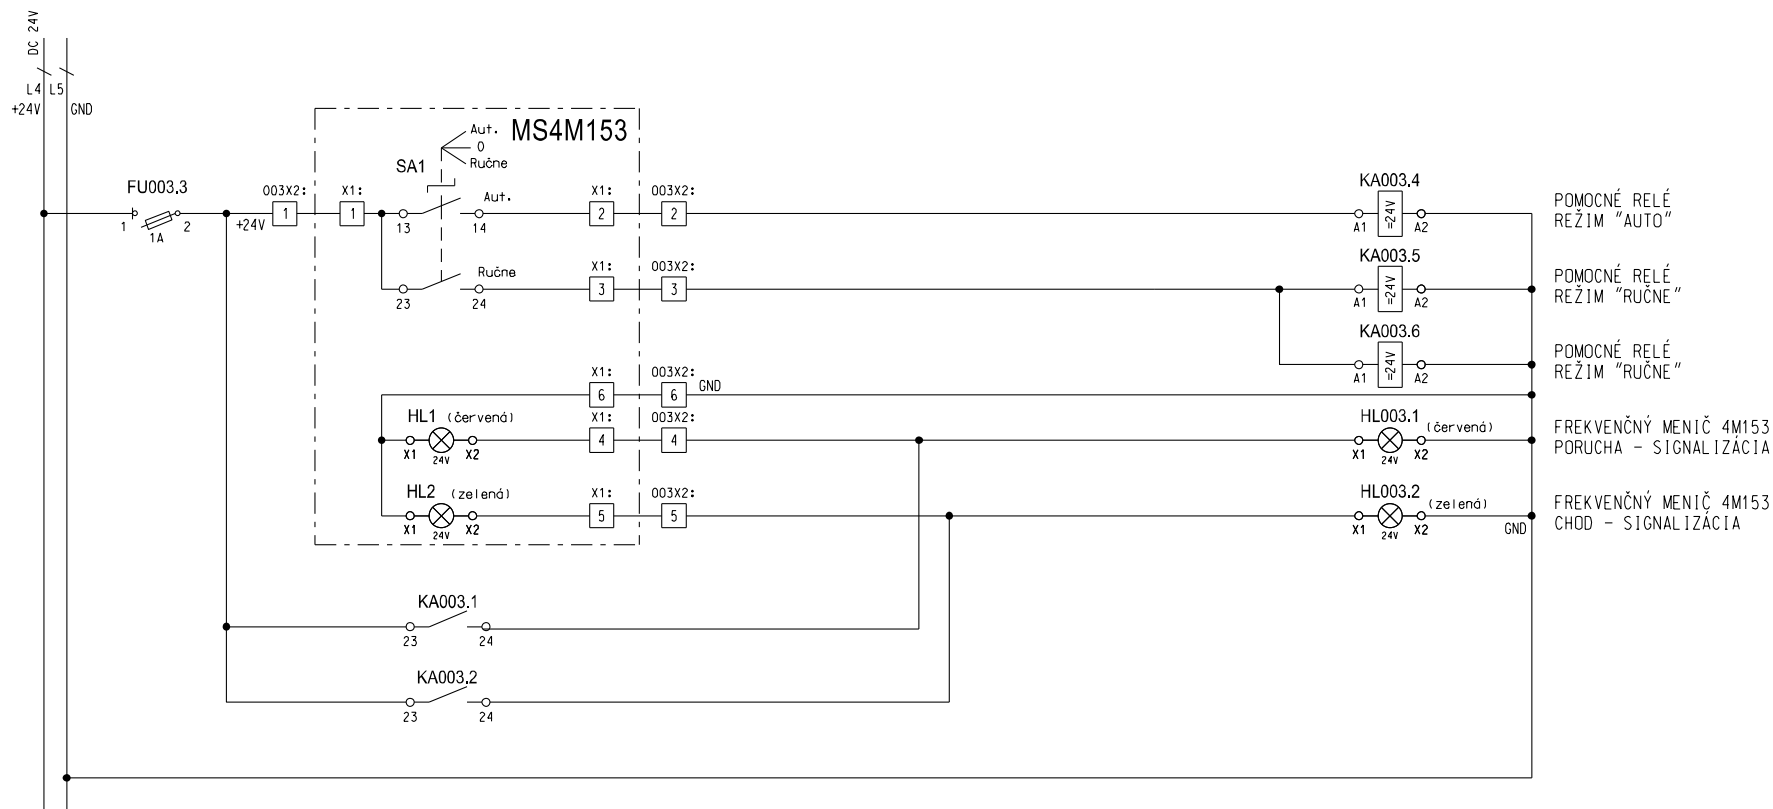 DC 24V
L4 L5
+24V GND
MS4M153
Aut.
0
Ručne
SA1
FU003.3
1 2
1A
+24V
003X2:
1
X1:
1
13 14
Aut.
X1:
2
003X2:
2
KA003.4
A1 =24V A2
POMOCNÉ RELÉ
REŽIM "AUTO"
23 24
Ručne
X1:
3
003X2:
3
KA003.5
A1 =24V A2
POMOCNÉ RELÉ
REŽIM "RUČNE"
KA003.6
A1 =24V A2
POMOCNÉ RELÉ
REŽIM "RUČNE"
X1:
6
003X2:
6
GND
HL1 (červená)
X1 24V X2
X1:
4
003X2:
4
HL003.1 (červená)
X1 24V X2
FREKVENČNÝ MENIČ 4M153
PORUCHA - SIGNALIZÁCIA
HL2 (zelená)
X1 24V X2
X1:
5
003X2:
5
HL003.2 (zelená)
X1 24V X2
GND
FREKVENČNÝ MENIČ 4M153
CHOD - SIGNALIZÁCIA
KA003.1
23 24
KA003.2
23 24